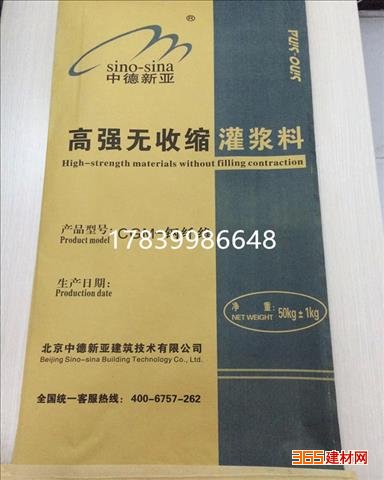 ®
sino-sina
中德新亚
SINO-SINA
高强无收缩 灌浆料
High-strength materials without filling contraction
产品型号: CGM-
Product model
17839986648
生产日期:
Production date
净 重:
NET WEIGHT 50kg±1kg
北京中德新亚建筑技术有限公司
Beijing Sino-sina Building Technology Co., Ltd.
全国统一客服热线: 400-6757-262
365建材网